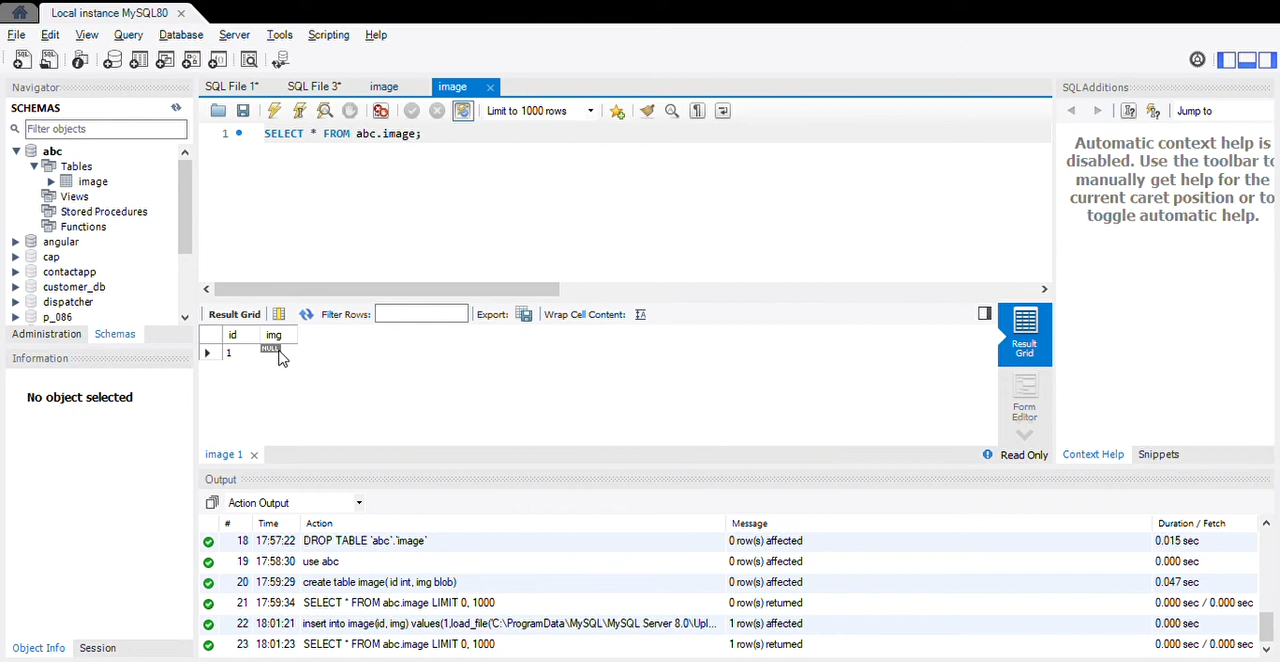 Local instance MySQL80
File Edit View Query Database Server Tools Scripting Help
Navigator
SCHEMAS
Filter objects
abc
Tables
image
Views
Stored Procedures
Functions
angular
cap
contactapp
customer_db
dispatcher
p_086
Administration Schemas
Information
No object selected
Object Info Session
SQL File 1* SQL File 3* image image
Limit to 1000 rows
1 SELECT * FROM abc.image;
Result Grid Filter Rows: Export: Wrap Cell Content:
id img
1 NULL
Result
Grid
Form
Editor
image 1 Read Only
SQLAdditions
Jump to
Automatic context help is
disabled. Use the toolbar to
manually get help for the
current caret position or to
toggle automatic help.
Context Help Snippets
Output
Action Output
# Time Action Message Duration / Fetch
18 17:57:22 DROP TABLE `abc`.`image` 0 row(s) affected 0.015 sec
19 17:58:30 use abc 0 row(s) affected 0.000 sec
20 17:59:29 create table image( id int, img blob) 0 row(s) affected 0.047 sec
21 17:59:34 SELECT * FROM abc.image LIMIT 0, 1000 0 row(s) returned 0.000 sec / 0.000 sec
22 18:01:21 insert into image(id, img) values(1,load_file('C:\ProgramData\MySQL\MySQL Server 8.0\Upl... 1 row(s) affected 0.000 sec
23 18:01:23 SELECT * FROM abc.image LIMIT 0, 1000 1 row(s) returned 0.000 sec / 0.000 sec